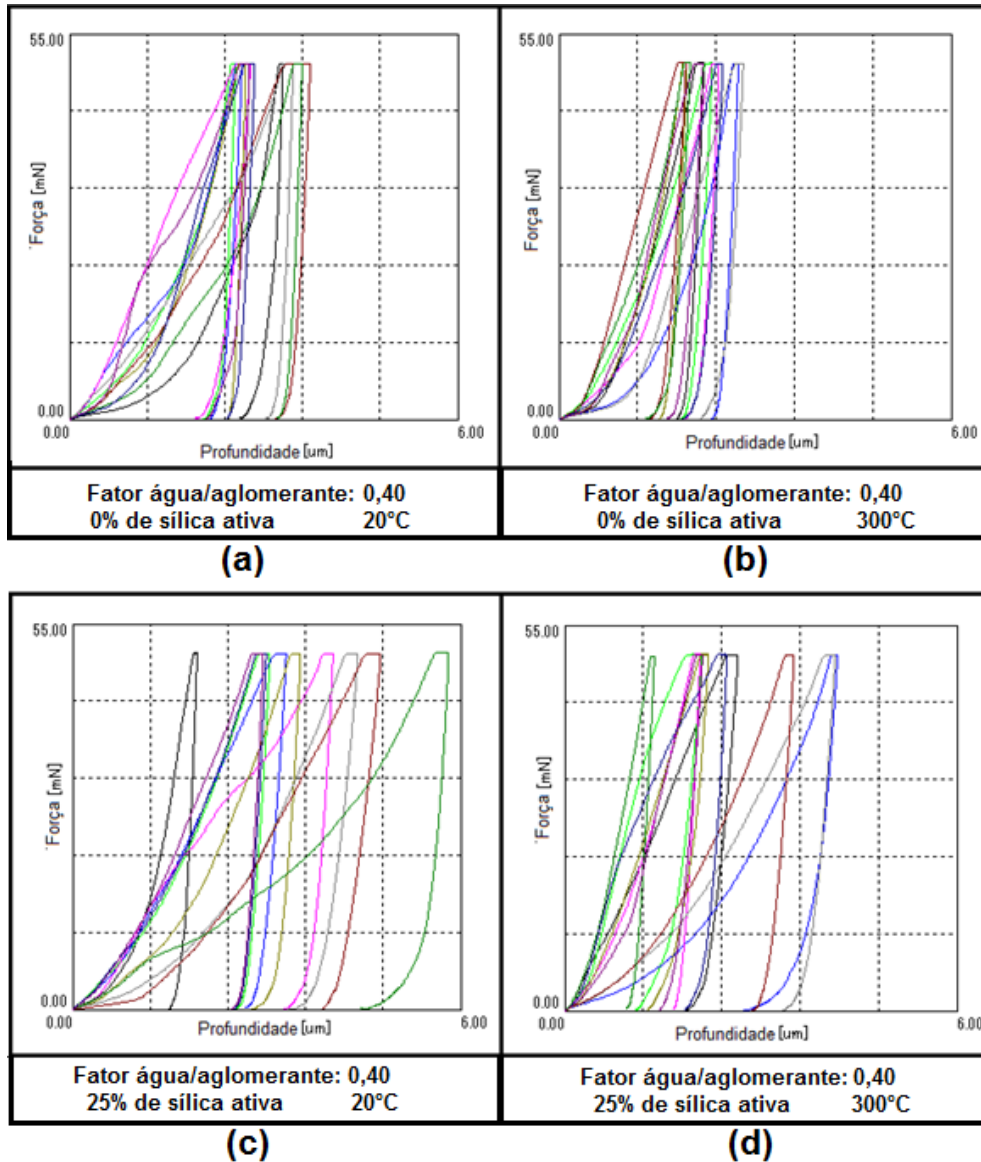 55.00
Força [mN]
0.00
0.00
6.00
Profundidade [um]
Fator água/aglomerante: 0,40
0% de sílica ativa 20°C
(a)
55.00
Força [mN]
0.00
0.00
6.00
Profundidade [um]
Fator água/aglomerante: 0,40
0% de sílica ativa 300°C
(b)
55.00
Força [mN]
0.00
0.00
6.00
Profundidade [um]
Fator água/aglomerante: 0,40
25% de sílica ativa 20°C
(c)
55.00
Força [mN]
0.00
0.00
6.00
Profundidade [um]
Fator água/aglomerante: 0,40
25% de sílica ativa 300°C
(d)